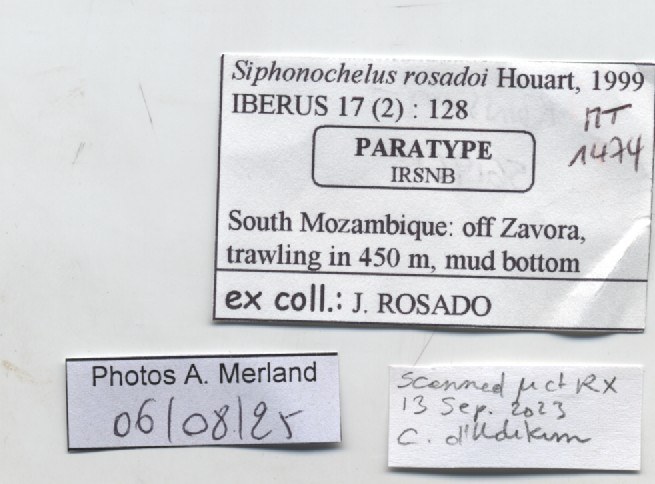 Siphonochelus rosadoi Houart, 1999
IBERUS 17 (2) : 128
MT
1474
PARATYPE
IRSNB
South Mozambique: off Zavora,
trawling in 450 m, mud bottom
ex coll.: J. ROSADO
Photos A. Merland
06/08/25
Scanned µct RX
13 Sep. 2023
C. d'Udekem